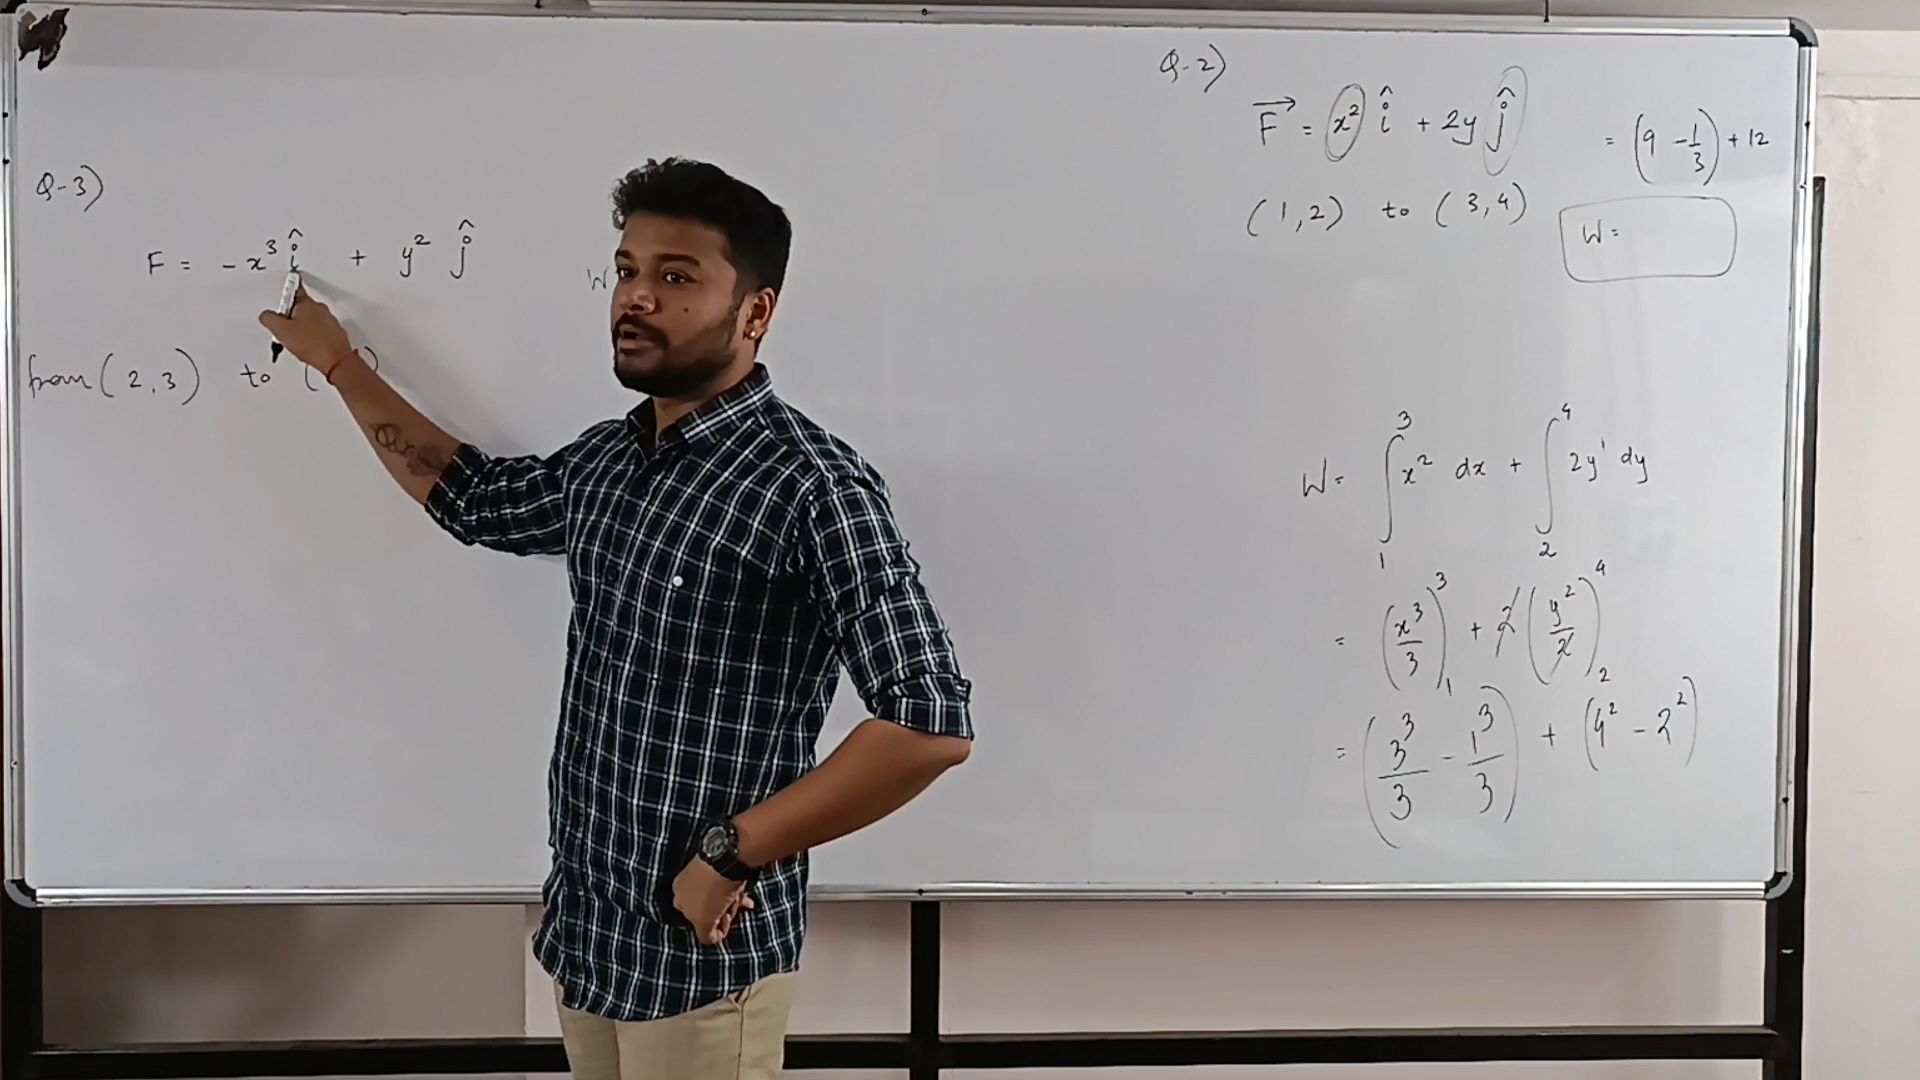 Q-3)
F = - x³ î + y² ĵ
W
from (2,3) to (
Q-2)
F⃗ = x² î + 2y ĵ
(1,2) to (3,4)
W = ∫₁³ x² dx + ∫₂⁴ 2y¹ dy
= (x³/3)₁³ + 2(y²/2)₂⁴
= (3³/3 - 1³/3) + (4² - 2²)
= (9 - 1/3) + 12
W =